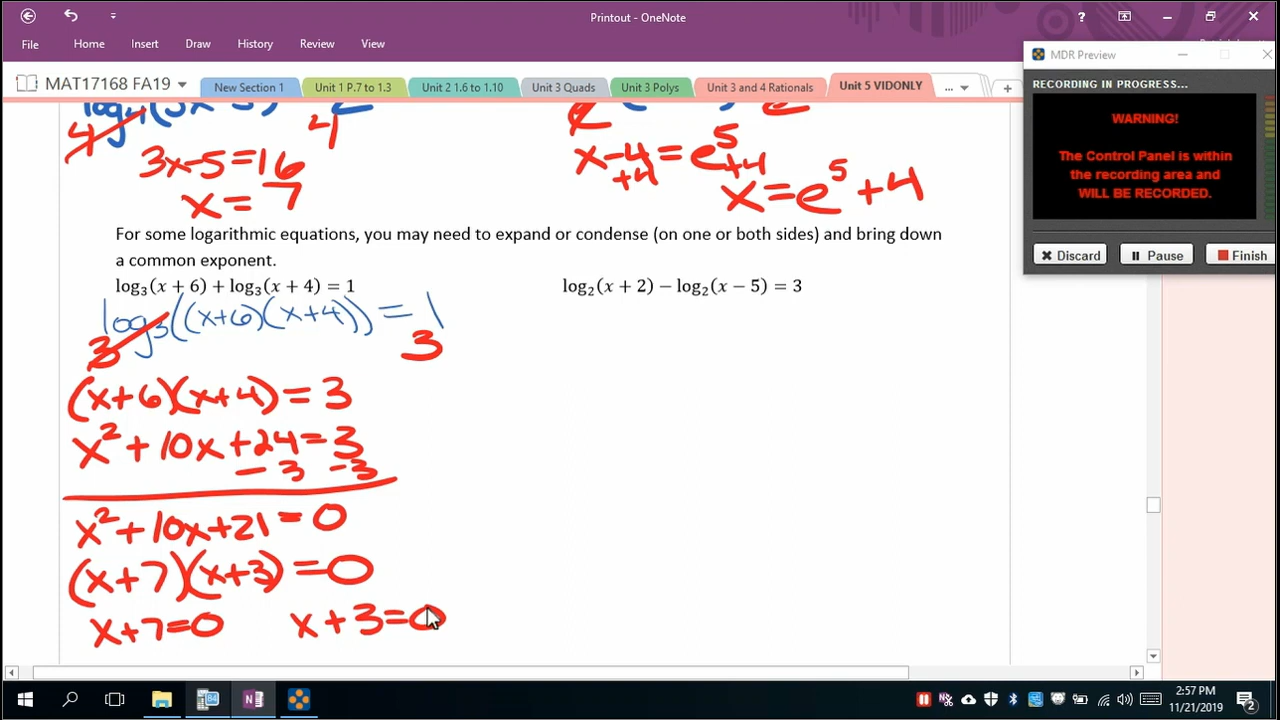 Printout - OneNote
?
File Home Insert Draw History Review View
MAT17168 FA19
New Section 1 Unit 1 P.7 to 1.3 Unit 2 1.6 to 1.10 Unit 3 Quads Unit 3 Polys Unit 3 and 4 Rationals Unit 5 VIDONLY ... +
MDR Preview
RECORDING IN PROGRESS...
WARNING!
The Control Panel is within
the recording area and
WILL BE RECORDED.
Discard Pause Finish
4 4
3x-5=16
x=7
x-4=e^5
+4 +4
x=e^5+4
For some logarithmic equations, you may need to expand or condense (on one or both sides) and bring down
a common exponent.
log₃(x + 6) + log₃(x + 4) = 1
log₃((x+6)(x+4))=1
3 3
(x+6)(x+4)=3
x²+10x+24=3
-3 -3
x²+10x+21=0
(x+7)(x+3)=0
x+7=0 x+3=0
log₂(x + 2) − log₂(x − 5) = 3
2:57 PM
11/21/2019
2